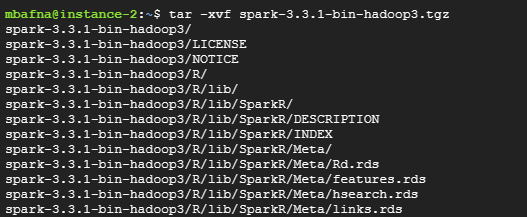 mbafna@instance-2:~$ tar -xvf spark-3.3.1-bin-hadoop3.tgz
spark-3.3.1-bin-hadoop3/
spark-3.3.1-bin-hadoop3/LICENSE
spark-3.3.1-bin-hadoop3/NOTICE
spark-3.3.1-bin-hadoop3/R/
spark-3.3.1-bin-hadoop3/R/lib/
spark-3.3.1-bin-hadoop3/R/lib/SparkR/
spark-3.3.1-bin-hadoop3/R/lib/SparkR/DESCRIPTION
spark-3.3.1-bin-hadoop3/R/lib/SparkR/INDEX
spark-3.3.1-bin-hadoop3/R/lib/SparkR/Meta/
spark-3.3.1-bin-hadoop3/R/lib/SparkR/Meta/Rd.rds
spark-3.3.1-bin-hadoop3/R/lib/SparkR/Meta/features.rds
spark-3.3.1-bin-hadoop3/R/lib/SparkR/Meta/hsearch.rds
spark-3.3.1-bin-hadoop3/R/lib/SparkR/Meta/links.rds